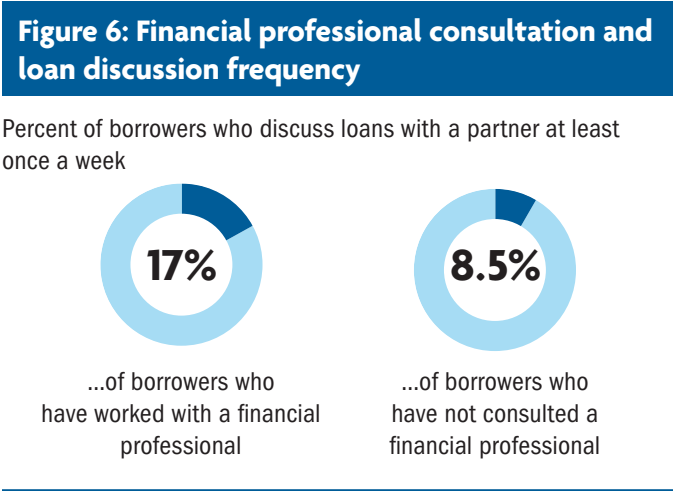 Figure 6: Financial professional consultation and
loan discussion frequency
Percent of borrowers who discuss loans with a partner at least
once a week
17%
8.5%
...of borrowers who
have worked with a financial
professional
...of borrowers who
have not consulted a
financial professional